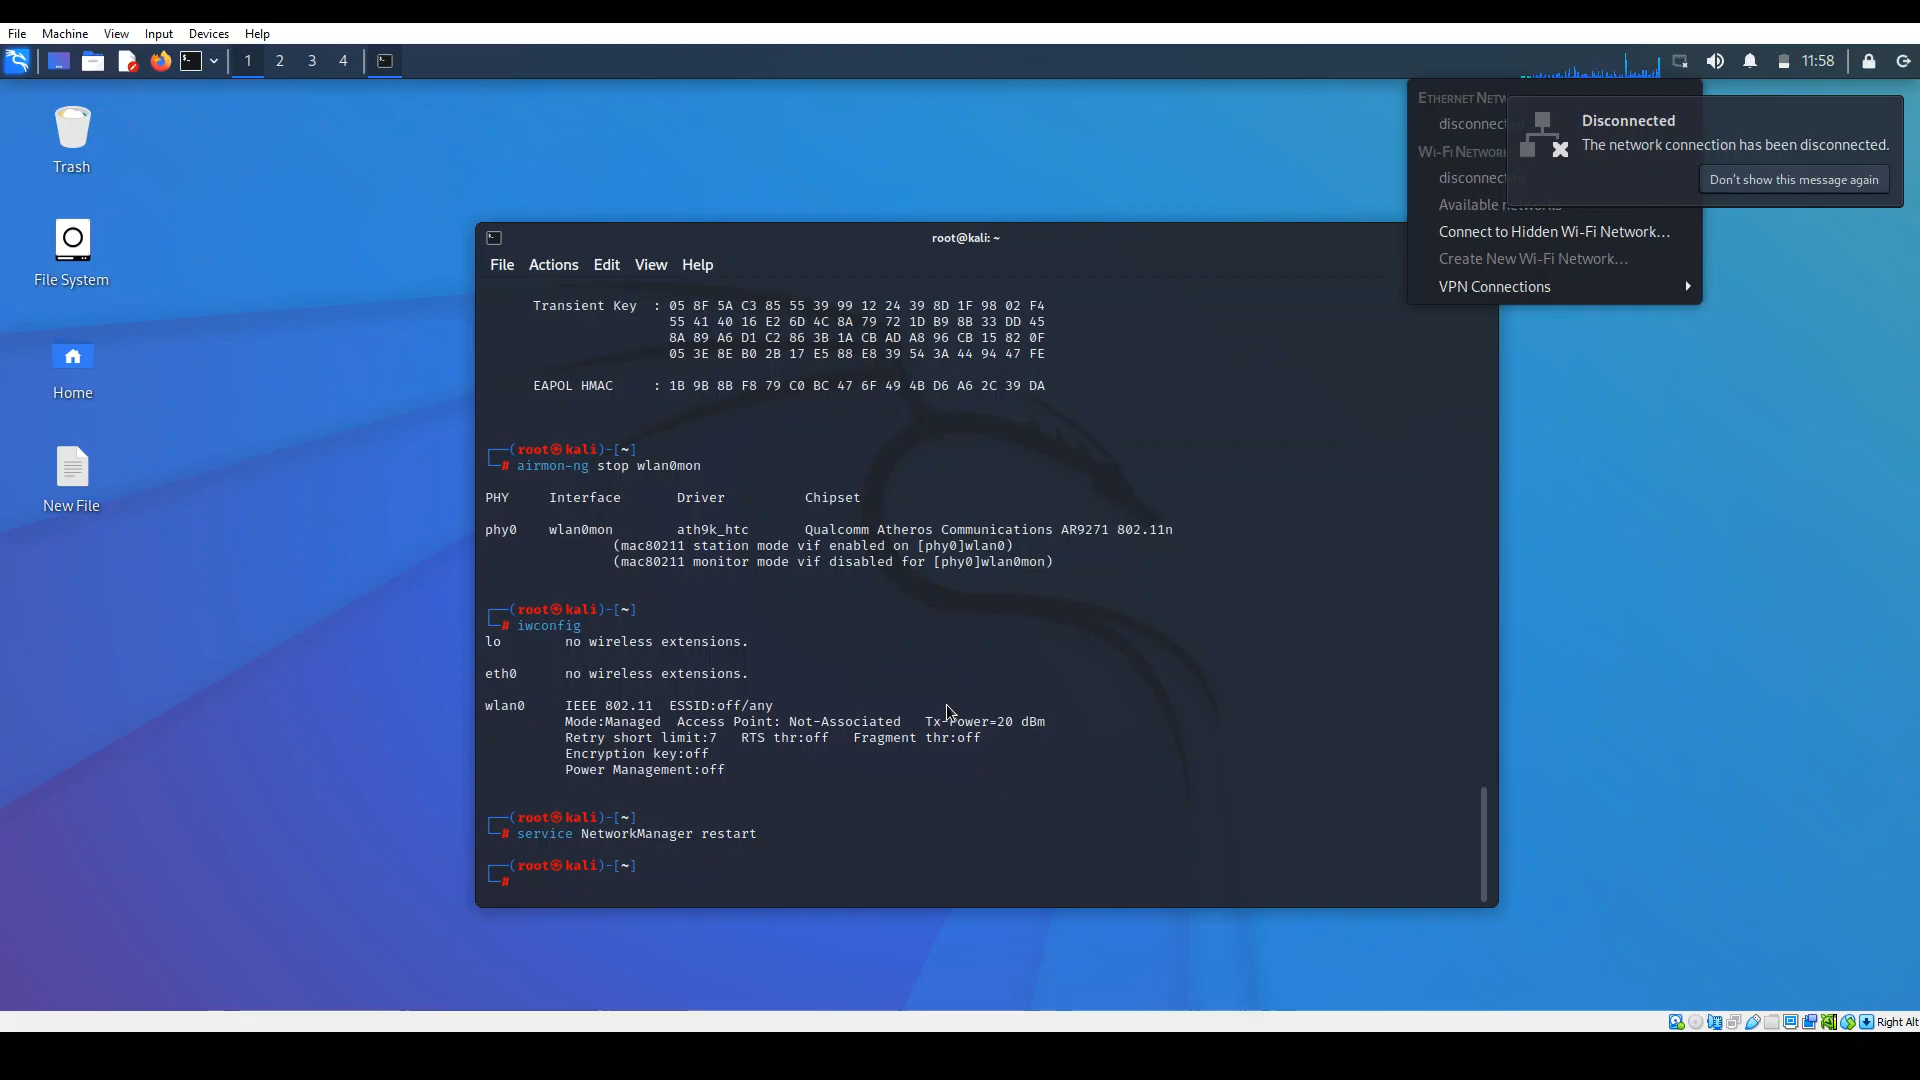 File Machine View Input Devices Help
1 2 3 4
11:58
Trash
File System
Home
New File
Disconnected
The network connection has been disconnected.
Don't show this message again
Connect to Hidden Wi-Fi Network...
Create New Wi-Fi Network...
VPN Connections
root@kali: ~
File Actions Edit View Help
Transient Key : 05 8F 5A C3 85 55 39 99 12 24 39 8D 1F 98 02 F4
55 41 40 16 E2 6D 4C 8A 79 72 1D B9 8B 33 DD 45
8A 89 A6 D1 C2 86 3B 1A CB AD A8 96 CB 15 82 0F
05 3E 8E B0 2B 17 E5 88 E8 39 54 3A 44 94 47 FE
EAPOL HMAC : 1B 9B 8B F8 79 C0 BC 47 6F 49 4B D6 A6 2C 39 DA
(root㉿kali)-[~]
# airmon-ng stop wlan0mon
PHY Interface Driver Chipset
phy0 wlan0mon ath9k_htc Qualcomm Atheros Communications AR9271 802.11n
(mac80211 station mode vif enabled on [phy0]wlan0)
(mac80211 monitor mode vif disabled for [phy0]wlan0mon)
(root㉿kali)-[~]
# iwconfig
lo no wireless extensions.
eth0 no wireless extensions.
wlan0 IEEE 802.11 ESSID:off/any
Mode:Managed Access Point: Not-Associated Tx-Power=20 dBm
Retry short limit:7 RTS thr:off Fragment thr:off
Encryption key:off
Power Management:off
(root㉿kali)-[~]
# service NetworkManager restart
(root㉿kali)-[~]
#
Right Alt